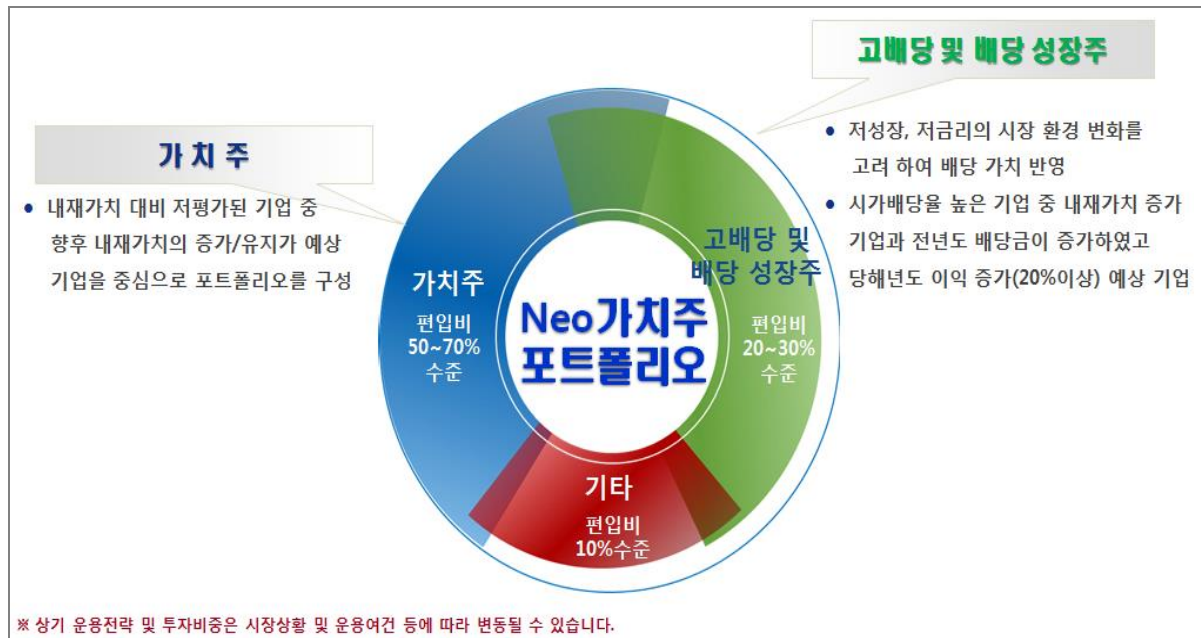 가 치 주
● 내재가치 대비 저평가된 기업 중
향후 내재가치의 증가/유지가 예상
기업을 중심으로 포트폴리오를 구성
고배당 및 배당 성장주
● 저성장, 저금리의 시장 환경 변화를
고려 하여 배당 가치 반영
● 시가배당율 높은 기업 중 내재가치 증가
기업과 전년도 배당금이 증가하였고
당해년도 이익 증가(20%이상) 예상 기업
가치주
편입비
50~70%
수준
Neo가치주
포트폴리오
고배당 및
배당 성장주
편입비
20~30%
수준
기타
편입비
10%수준
※ 상기 운용전략 및 투자비중은 시장상황 및 운용여건 등에 따라 변동될 수 있습니다.